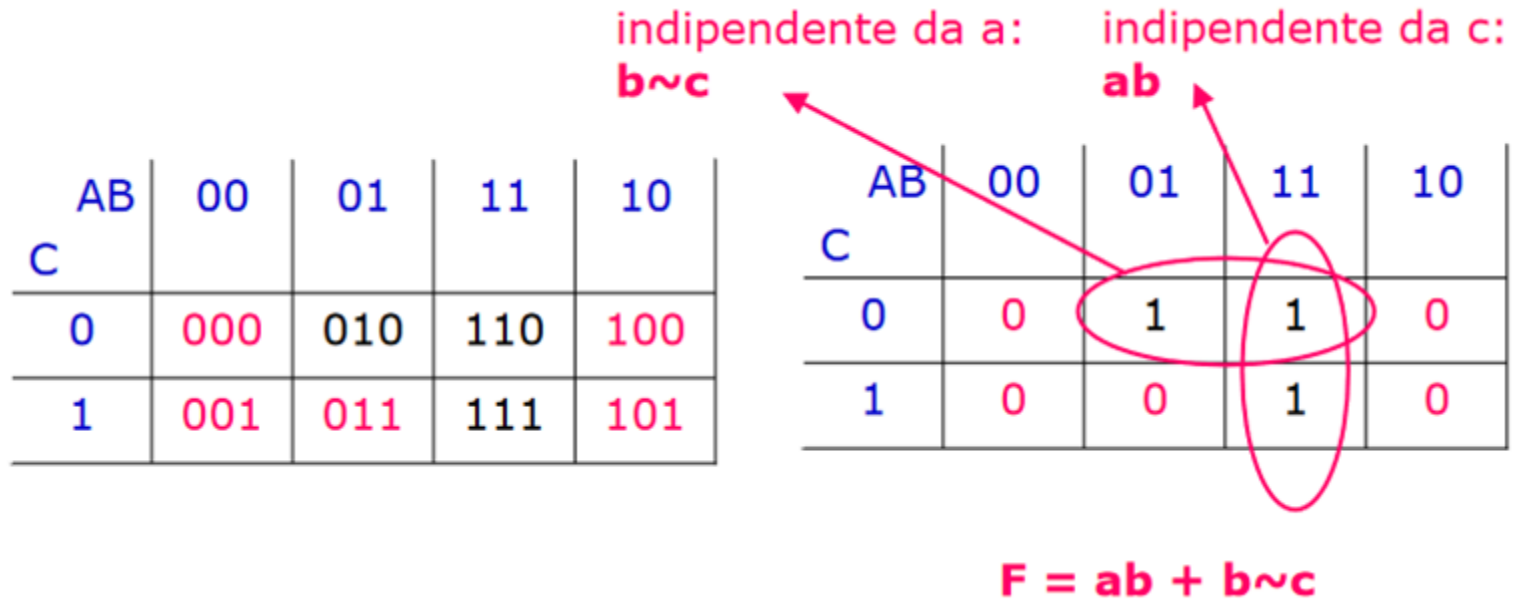 indipendente da a:
b~c
indipendente da c:
ab
AB 00 01 11 10
C
0 000 010 110 100
1 001 011 111 101
AB 00 01 11 10
C
0 0 1 1 0
1 0 0 1 0
F = ab + b~c